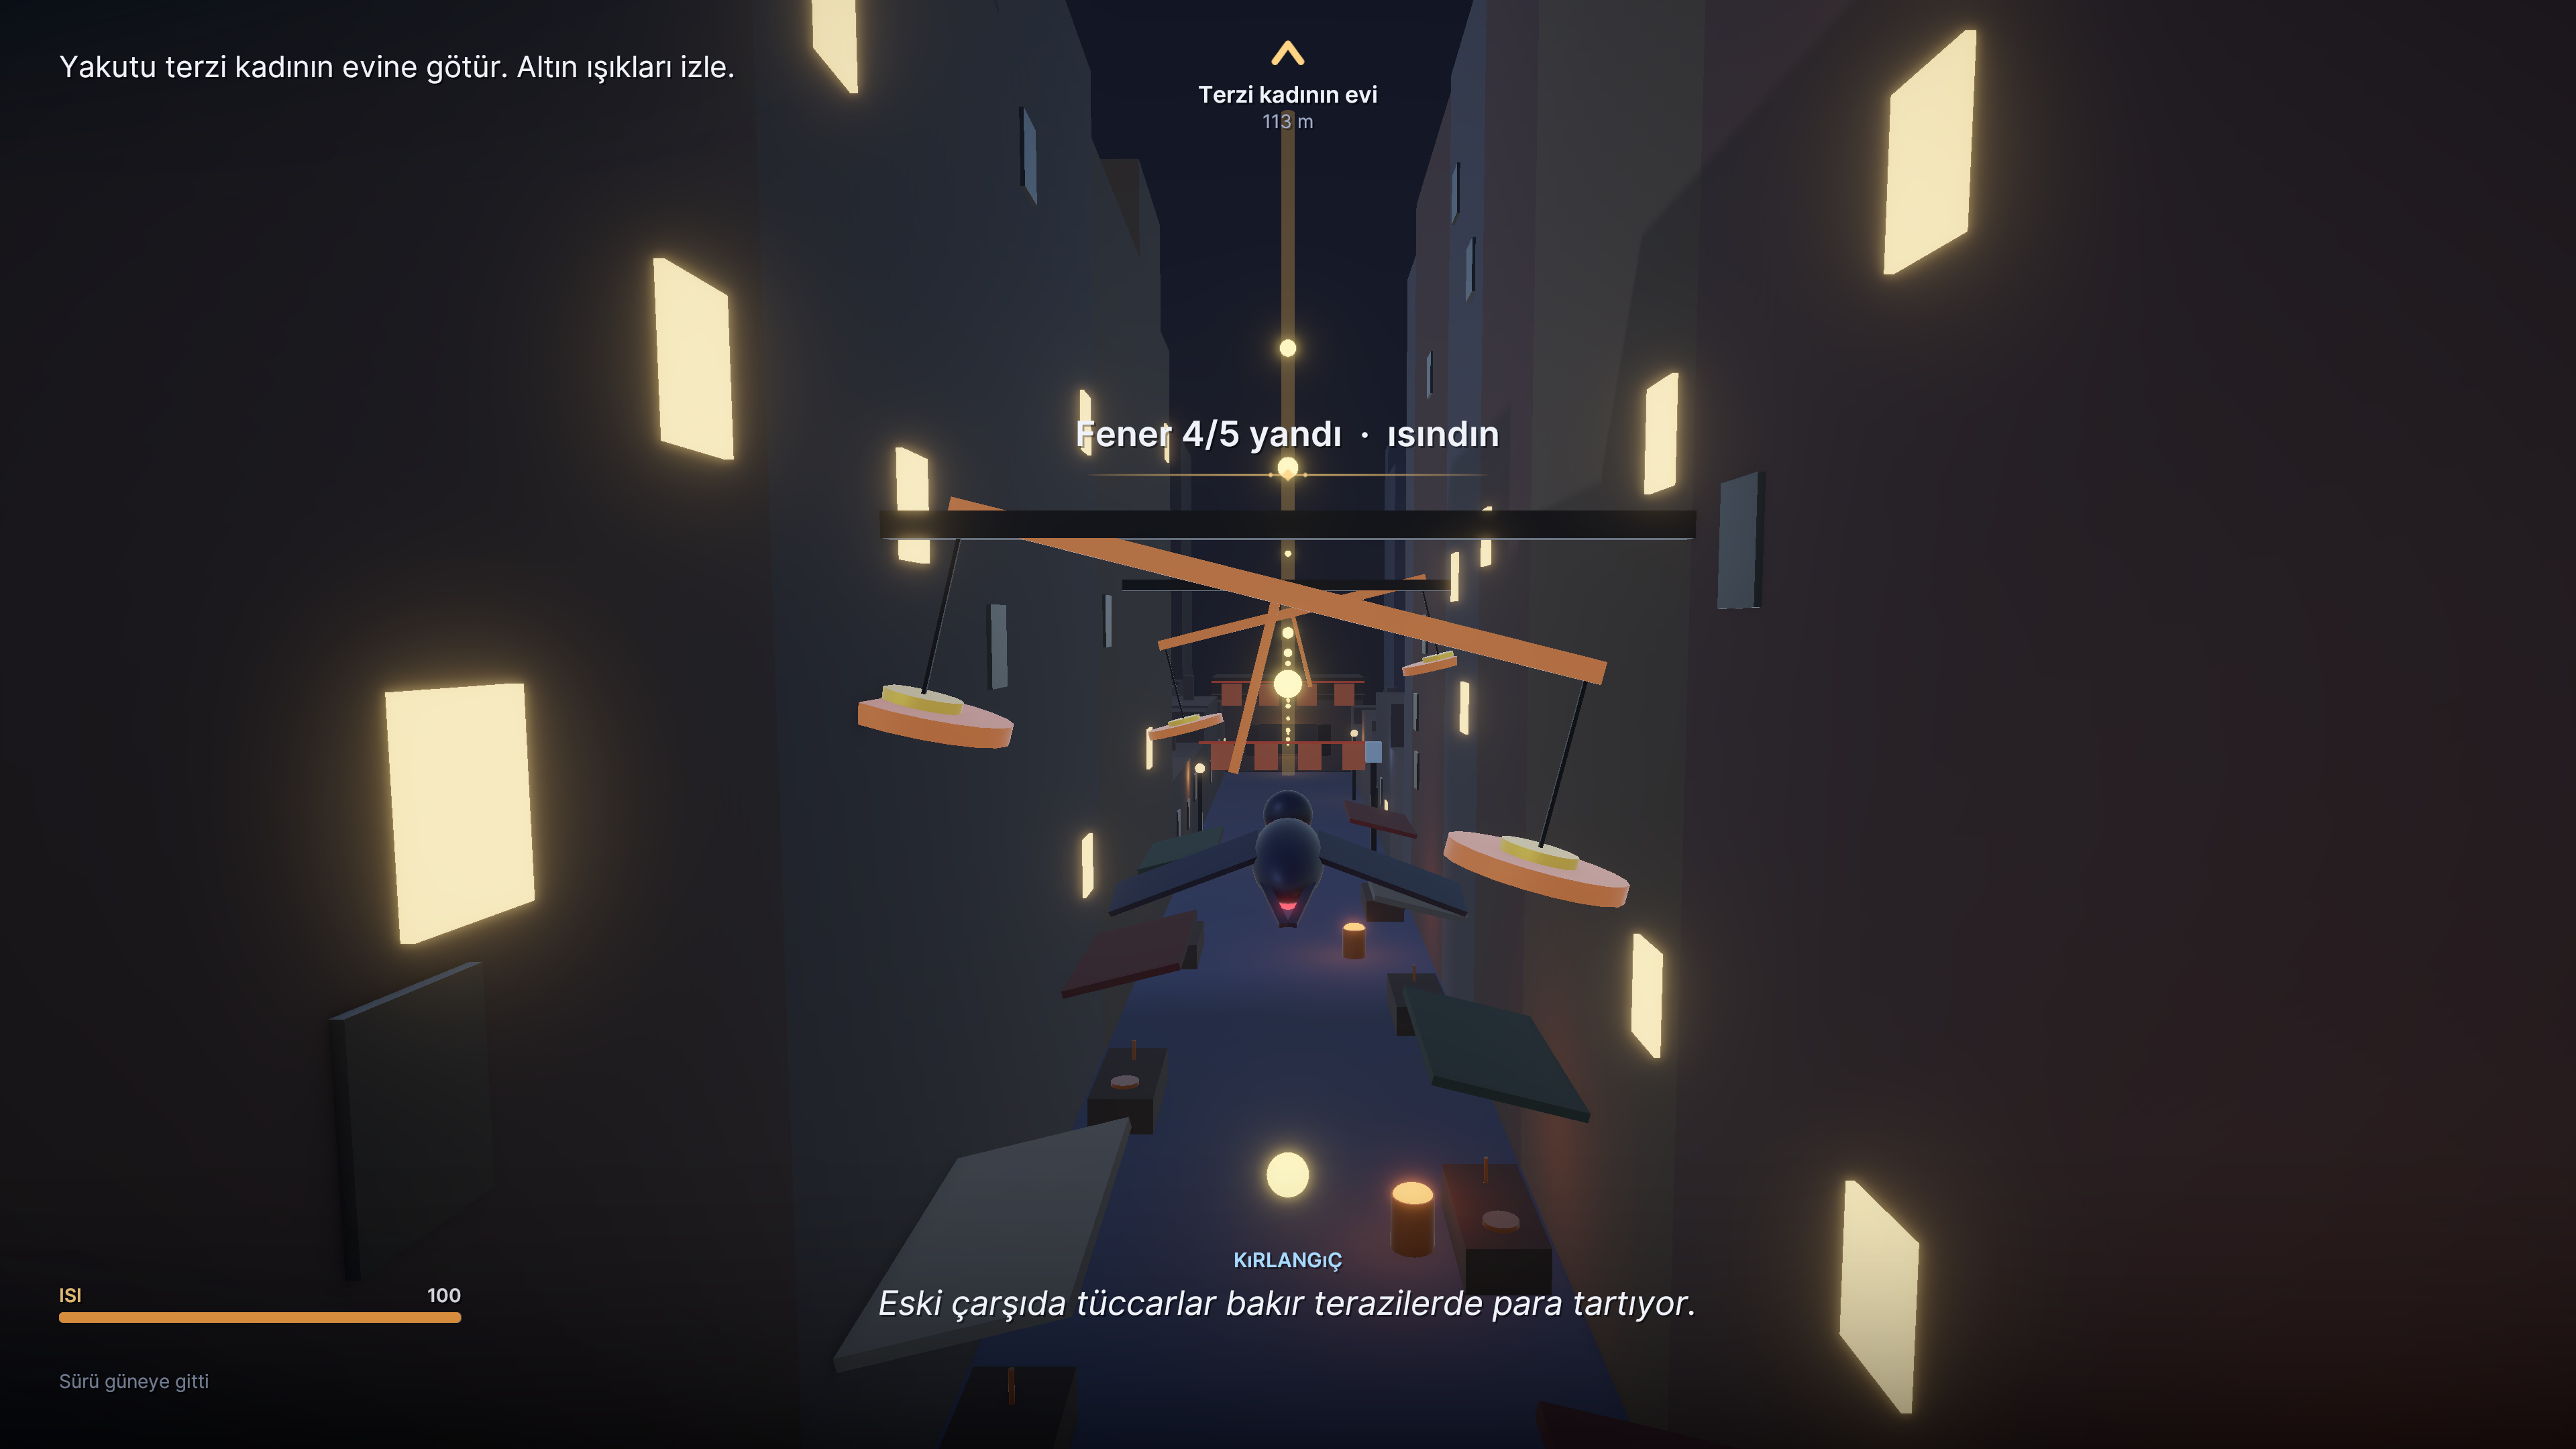 Yakutu terzi kadının evine götür. Altın ışıkları izle.
Terzi kadının evi
113 m
Fener 4/5 yandı · ısındın
ISI 100
Sürü güneye gitti
KıRLANGıÇ
Eski çarşıda tüccarlar bakır terazilerde para tartıyor.